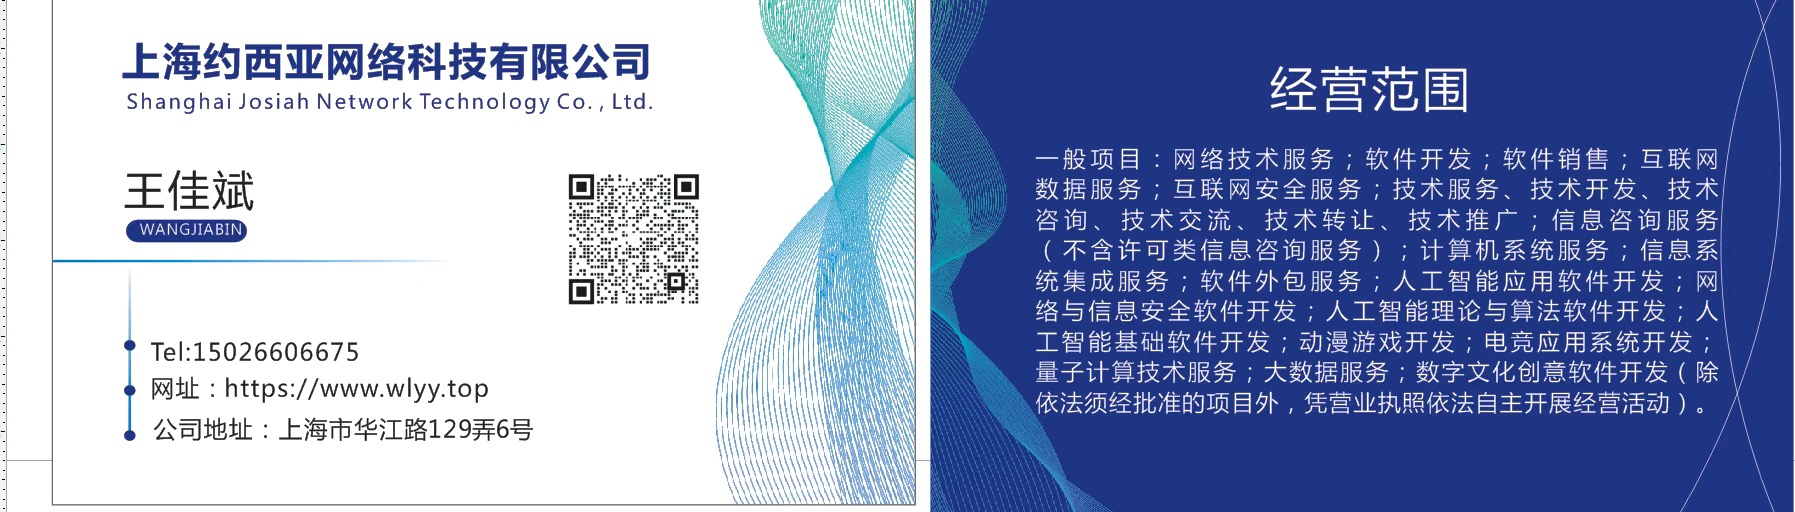 上海约西亚网络科技有限公司
Shanghai Josiah Network Technology Co. , Ltd.
王佳斌
WANGJIABIN
Tel:15026606675
网址：https://www.wlyy.top
公司地址：上海市华江路129弄6号
经营范围
一般项目：网络技术服务；软件开发；软件销售；互联网
数据服务；互联网安全服务；技术服务、技术开发、技术
咨询、技术交流、技术转让、技术推广；信息咨询服务
（不含许可类信息咨询服务）；计算机系统服务；信息系
统集成服务；软件外包服务；人工智能应用软件开发；网
络与信息安全软件开发；人工智能理论与算法软件开发；人
工智能基础软件开发；动漫游戏开发；电竞应用系统开发；
量子计算技术服务；大数据服务；数字文化创意软件开发（除
依法须经批准的项目外，凭营业执照依法自主开展经营活动）。